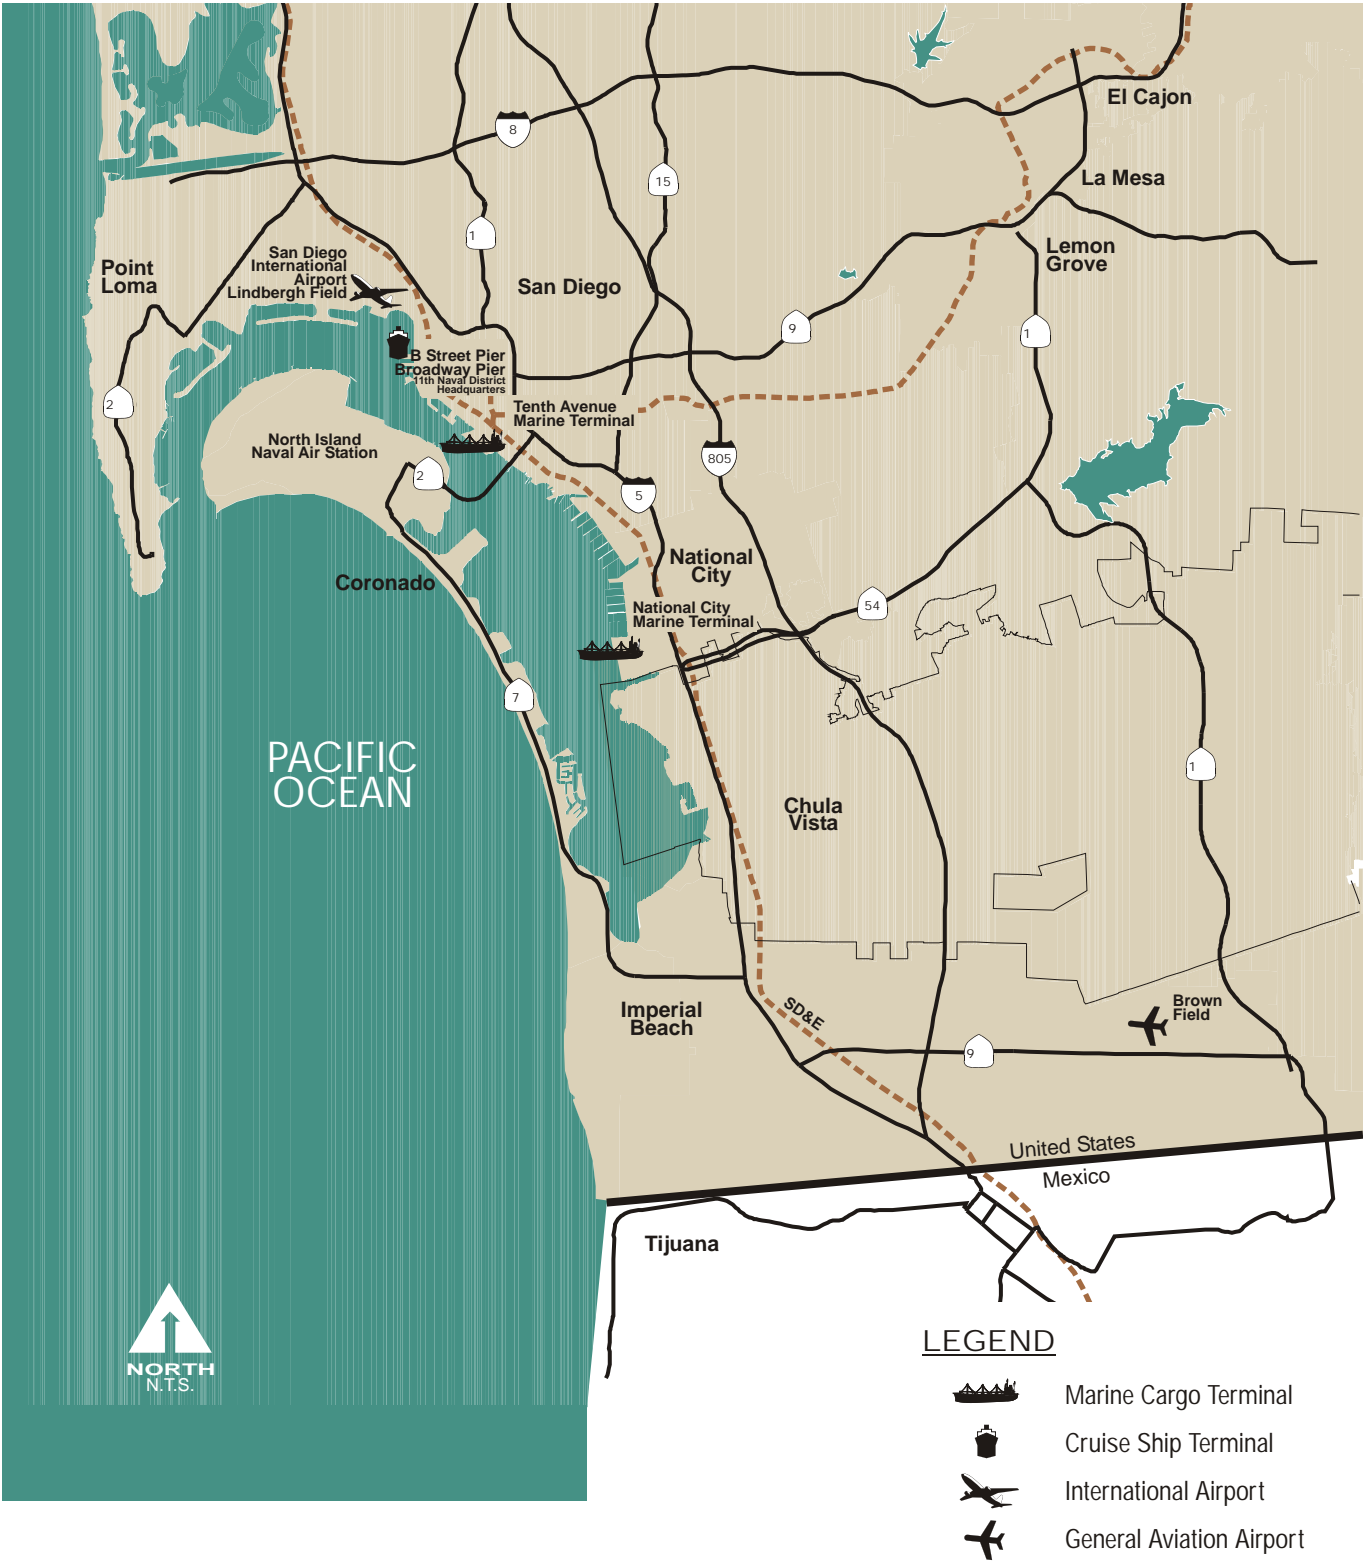 El Cajon
8
La Mesa
15
1
San Diego
International
Airport
Lindbergh Field
Lemon
Grove
Point
Loma
San Diego
9
1
B Street Pier
Broadway Pier
11th Naval District
Headquarters
2
Tenth Avenue
Marine Terminal
North Island
Naval Air Station
805
2
5
National
City
Coronado
National City
Marine Terminal
54
7
PACIFIC
OCEAN
1
Chula
Vista
Imperial
Beach
SD&E
Brown
Field
9
United States
Mexico
Tijuana
NORTH
N.T.S.
LEGEND
Marine Cargo Terminal
Cruise Ship Terminal
International Airport
General Aviation Airport